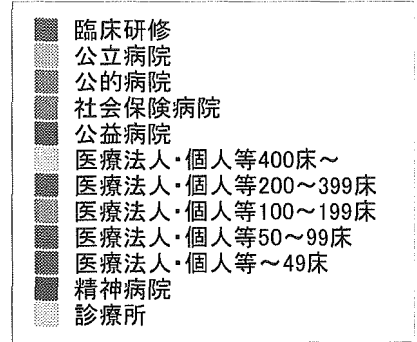 臨床研修
公立病院
公的病院
社会保険病院
公益病院
医療法人・個人等400床～
医療法人・個人等200～399床
医療法人・個人等100～199床
医療法人・個人等50～99床
医療法人・個人等～49床
精神病院
診療所